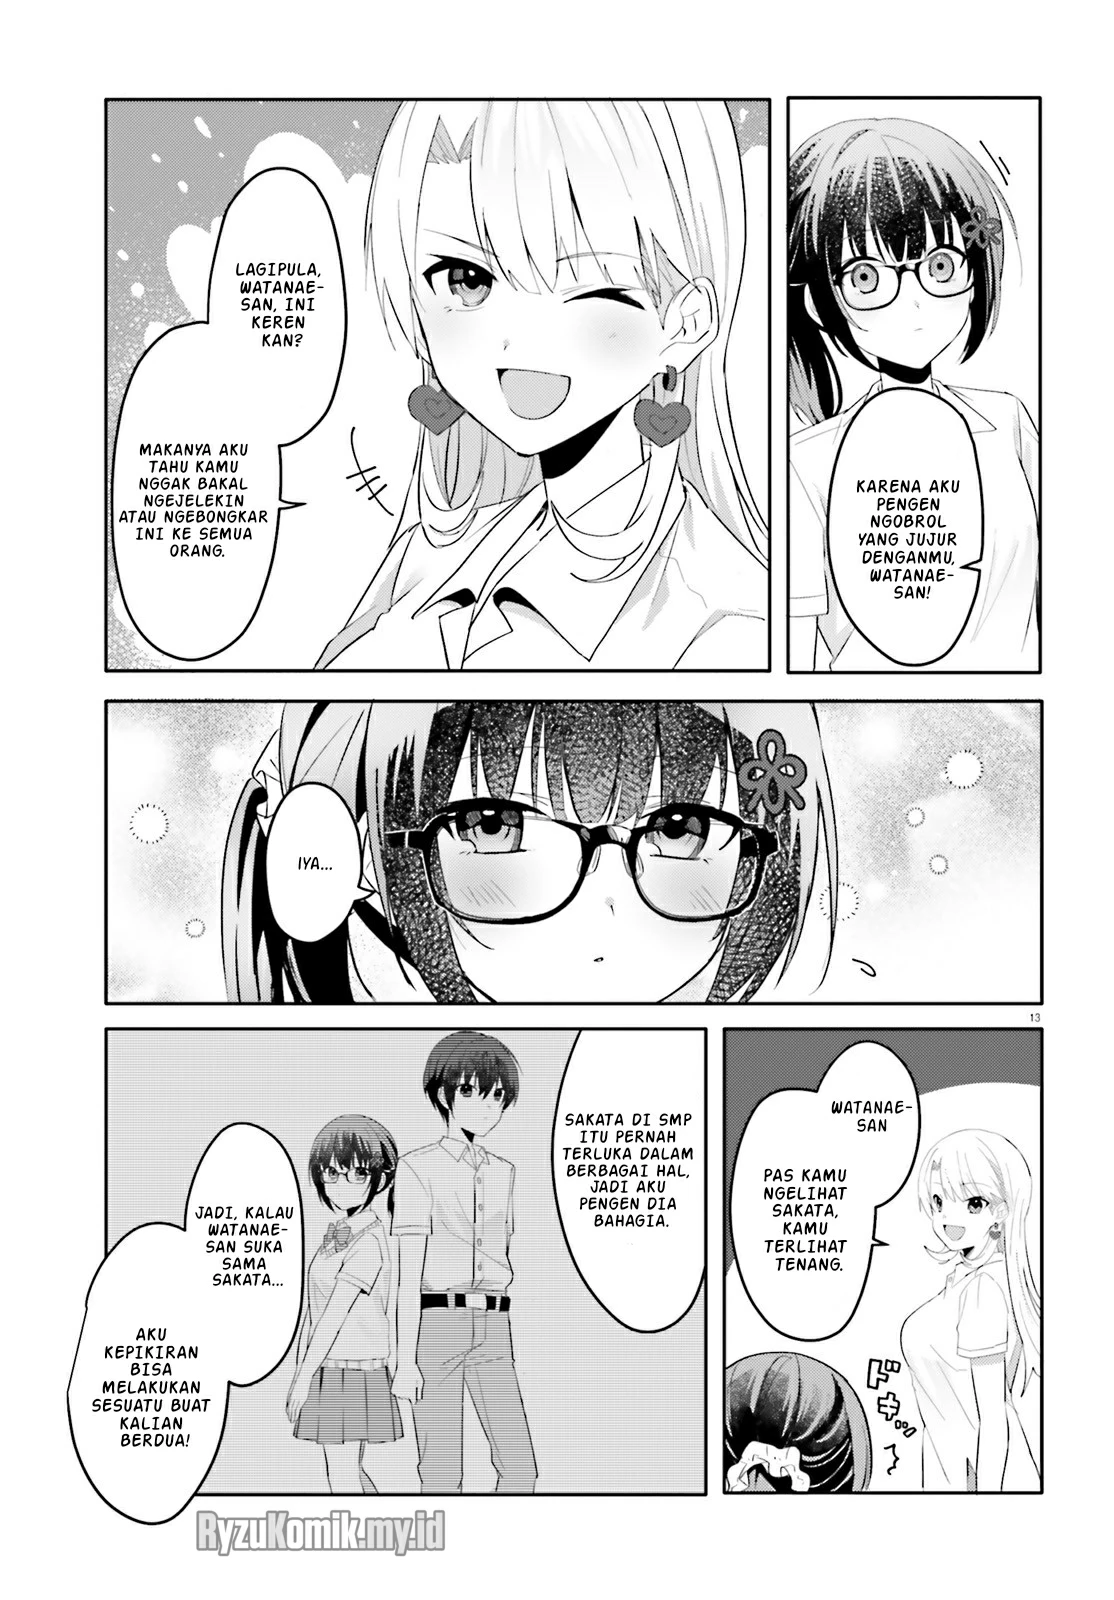 KARENA AKU
PENGEN
NGOBROL
YANG JUJUR
DENGANMU,
WATANAE-
SAN!
LAGIPULA,
WATANAE-
SAN, INI
KEREN
KAN?
MAKANYA AKU
TAHU KAMU
NGGAK BAKAL
NGEJELEKIN
ATAU NGEBONGKAR
INI KE SEMUA
ORANG.
IYA...
13
WATANAE-
SAN
PAS KAMU
NGELIHAT
SAKATA,
KAMU
TERLIHAT
TENANG.
ドキッ
SAKATA DI SMP
ITU PERNAH
TERLUKA DALAM
BERBAGAI HAL,
JADI AKU
PENGEN DIA
BAHAGIA.
JADI, KALAU
WATANAE-
SAN SUKA
SAMA
SAKATA...
AKU
KEPIKIRAN
BISA
MELAKUKAN
SESUATU BUAT
KALIAN
BERDUA!
RyzuKomik.my.id